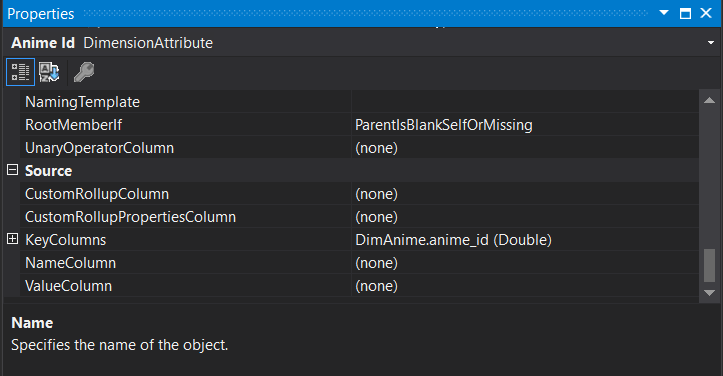 Properties
Anime Id DimensionAttribute
NamingTemplate
RootMemberIf ParentIsBlankSelfOrMissing
UnaryOperatorColumn (none)
Source
CustomRollupColumn (none)
CustomRollupPropertiesColumn (none)
KeyColumns DimAnime.anime_id (Double)
NameColumn (none)
ValueColumn (none)
Name
Specifies the name of the object.